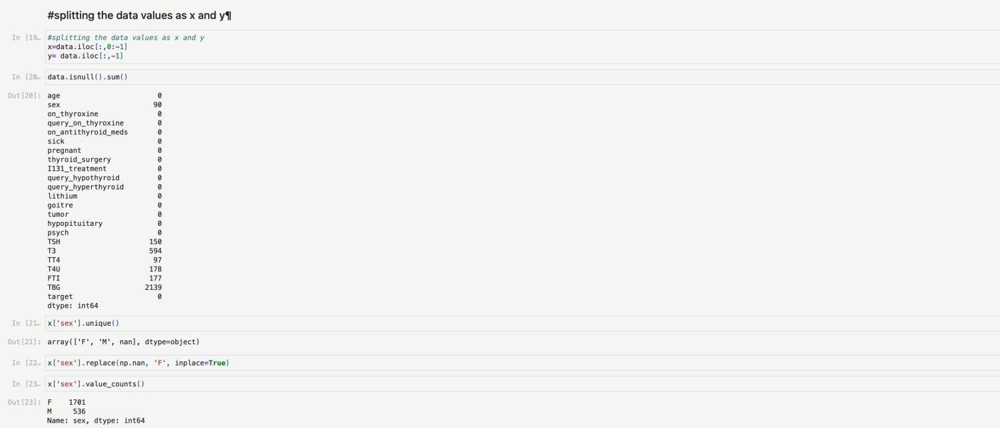 #splitting the data values as x and y¶
In [19… #splitting the data values as x and y
x=data.iloc[:,0:-1]
y= data.iloc[:,-1]
In [20… data.isnull().sum()
Out[20]: age 0
sex 90
on_thyroxine 0
query_on_thyroxine 0
on_antithyroid_meds 0
sick 0
pregnant 0
thyroid_surgery 0
I131_treatment 0
query_hypothyroid 0
query_hyperthyroid 0
lithium 0
goitre 0
tumor 0
hypopituitary 0
psych 0
TSH 150
T3 594
TT4 97
T4U 178
FTI 177
TBG 2139
target 0
dtype: int64
In [21… x['sex'].unique()
Out[21]: array(['F', 'M', nan], dtype=object)
In [22… x['sex'].replace(np.nan, 'F', inplace=True)
In [23… x['sex'].value_counts()
Out[23]: F 1701
M 536
Name: sex, dtype: int64